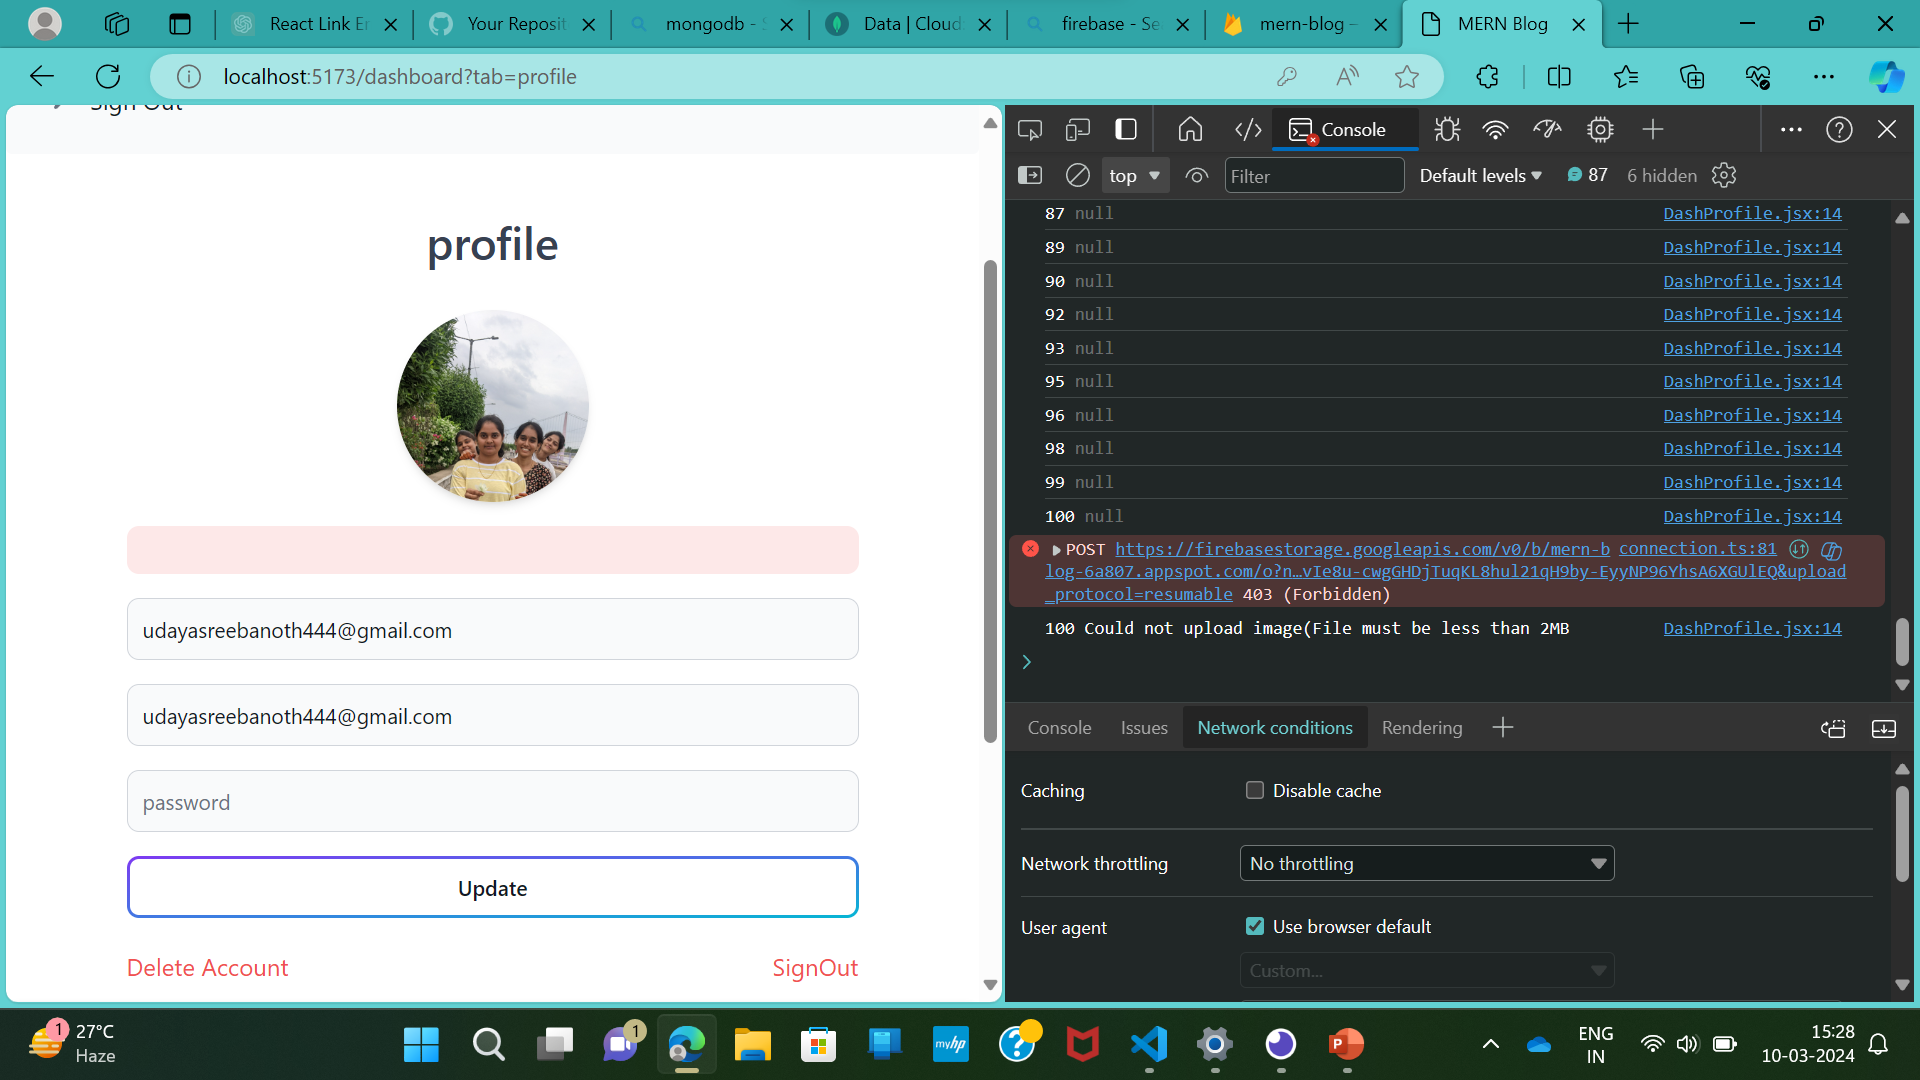 React Link Er
Your Reposit
mongodb - S
Data | Cloud
firebase - Se
mern-blog –
MERN Blog
localhost:5173/dashboard?tab=profile
Sign Out
profile
udayasreebanoth444@gmail.com
udayasreebanoth444@gmail.com
password
Update
Delete Account
SignOut
Console
top
Filter
Default levels
87
6 hidden
87 null DashProfile.jsx:14
89 null DashProfile.jsx:14
90 null DashProfile.jsx:14
92 null DashProfile.jsx:14
93 null DashProfile.jsx:14
95 null DashProfile.jsx:14
96 null DashProfile.jsx:14
98 null DashProfile.jsx:14
99 null DashProfile.jsx:14
100 null DashProfile.jsx:14
POST https://firebasestorage.googleapis.com/v0/b/mern-b connection.ts:81
log-6a807.appspot.com/o?n…vIe8u-cwgGHDjTuqKL8hul21qH9by-EyyNP96YhsA6XGUlEQ&upload
_protocol=resumable 403 (Forbidden)
100 Could not upload image(File must be less than 2MB DashProfile.jsx:14
Console
Issues
Network conditions
Rendering
Caching
Disable cache
Network throttling
No throttling
User agent
Use browser default
Custom...
1
27°C
Haze
1
myhp
P
ENG
IN
15:28
10-03-2024